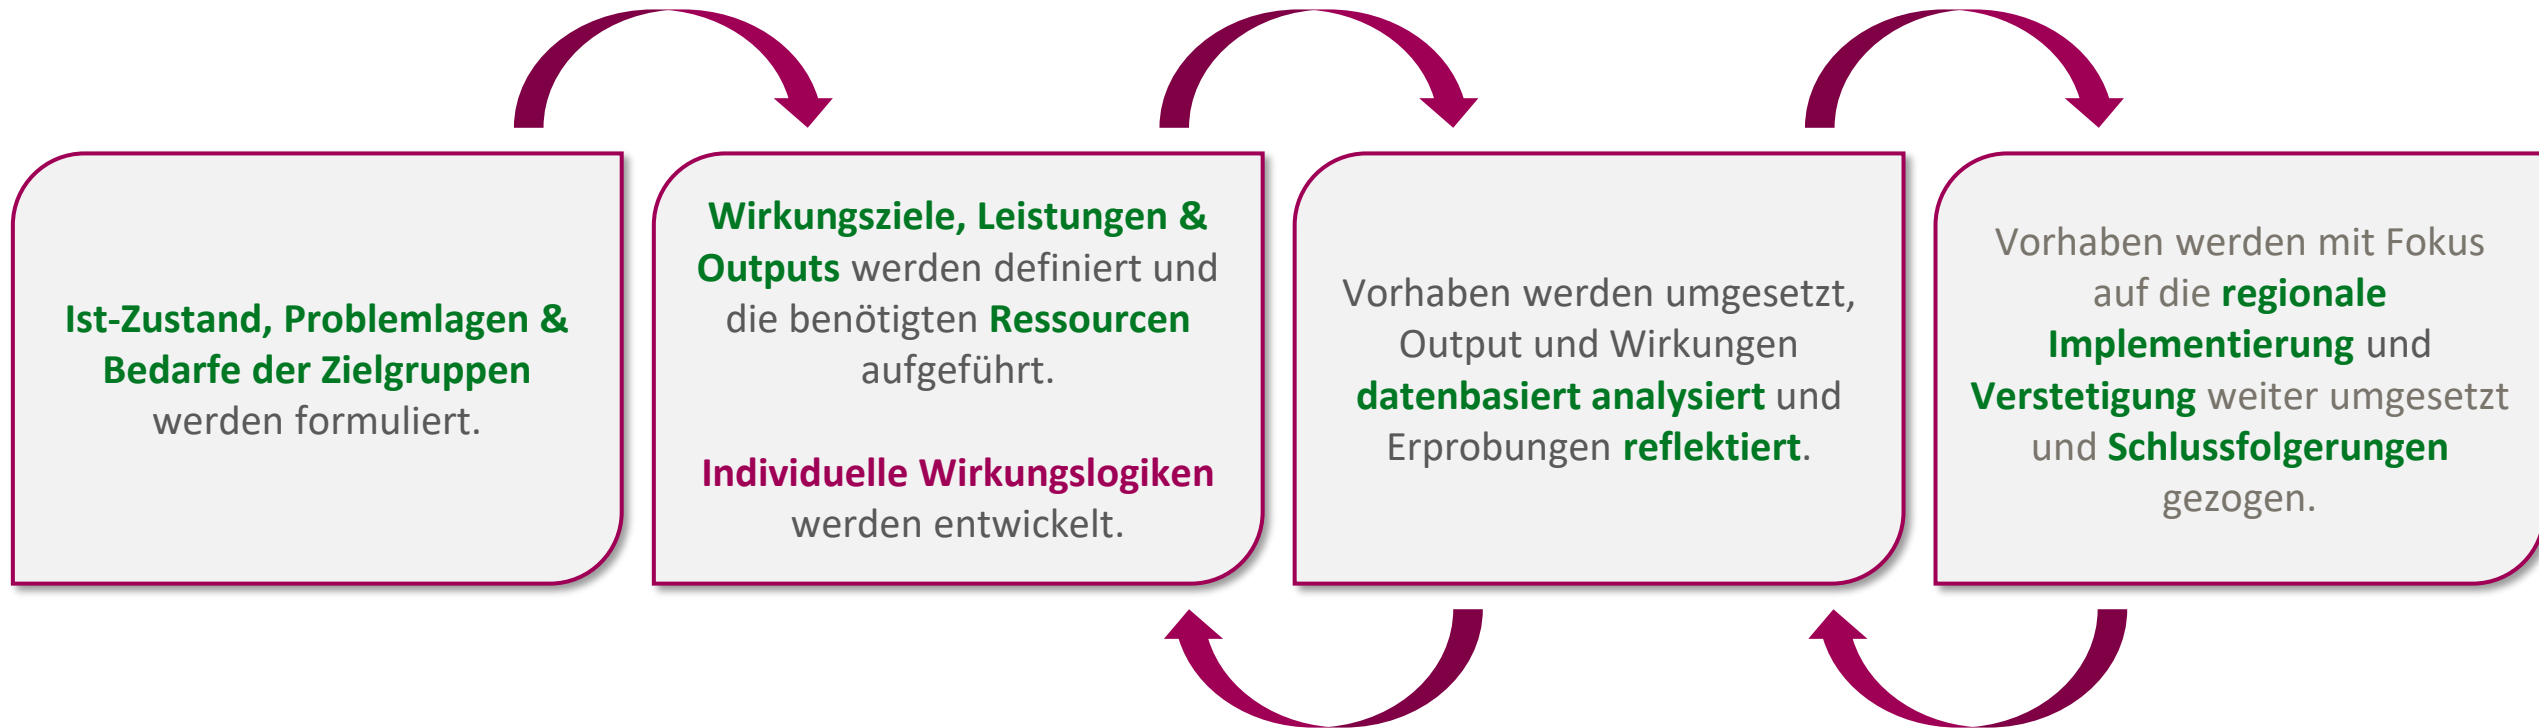 Ist-Zustand, Problemlagen &
Bedarfe der Zielgruppen
werden formuliert.
Wirkungsziele, Leistungen &
Outputs werden definiert und
die benötigten Ressourcen
aufgeführt.
Individuelle Wirkungslogiken
werden entwickelt.
Vorhaben werden umgesetzt,
Output und Wirkungen
datenbasiert analysiert und
Erprobungen reflektiert.
Vorhaben werden mit Fokus
auf die regionale
Implementierung und
Verstetigung weiter umgesetzt
und Schlussfolgerungen
gezogen.